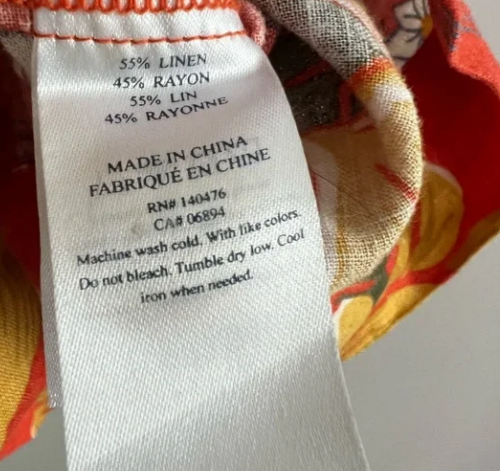 55% LINEN
45% RAYON
55% LIN
45% RAYONNE
MADE IN CHINA
FABRIQUÉ EN CHINE
RN# 140476
CA# 06894
Machine wash cold. With like colors.
Do not bleach. Tumble dry low. Cool
iron when needed.